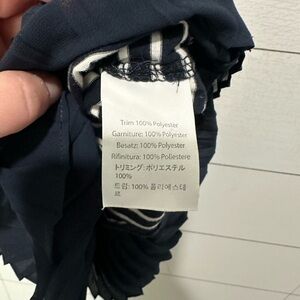 Trim 100% Polyester
Garniture: 100% Polyester
Besatz: 100% Polyester
Rifinitura: 100% Poliestere
トリミング: ポリエステル
100%
트림: 100% 폴리에스테
르